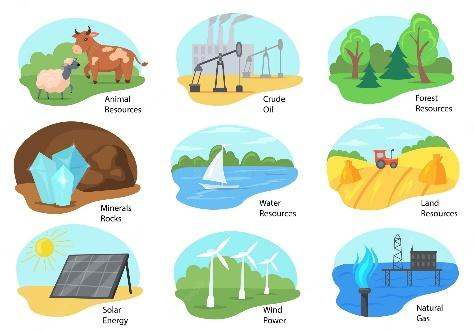 Animal
Resources
Crude
Oil
Forest
Resources
Minerals
Rocks
Water
Resources
Land
Resources
Solar
Energy
Wind
Power
Natural
Gas